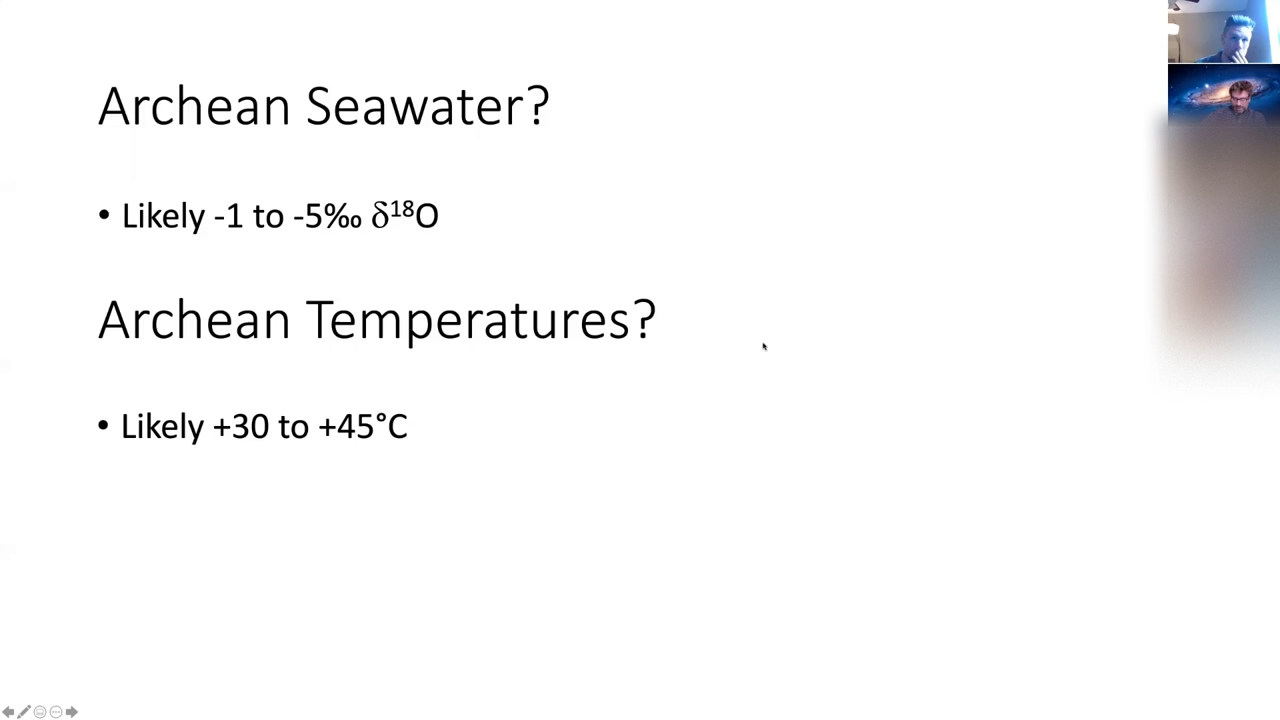 Archean Seawater?
• Likely -1 to -5‰ δ¹⁸O
Archean Temperatures?
• Likely +30 to +45°C